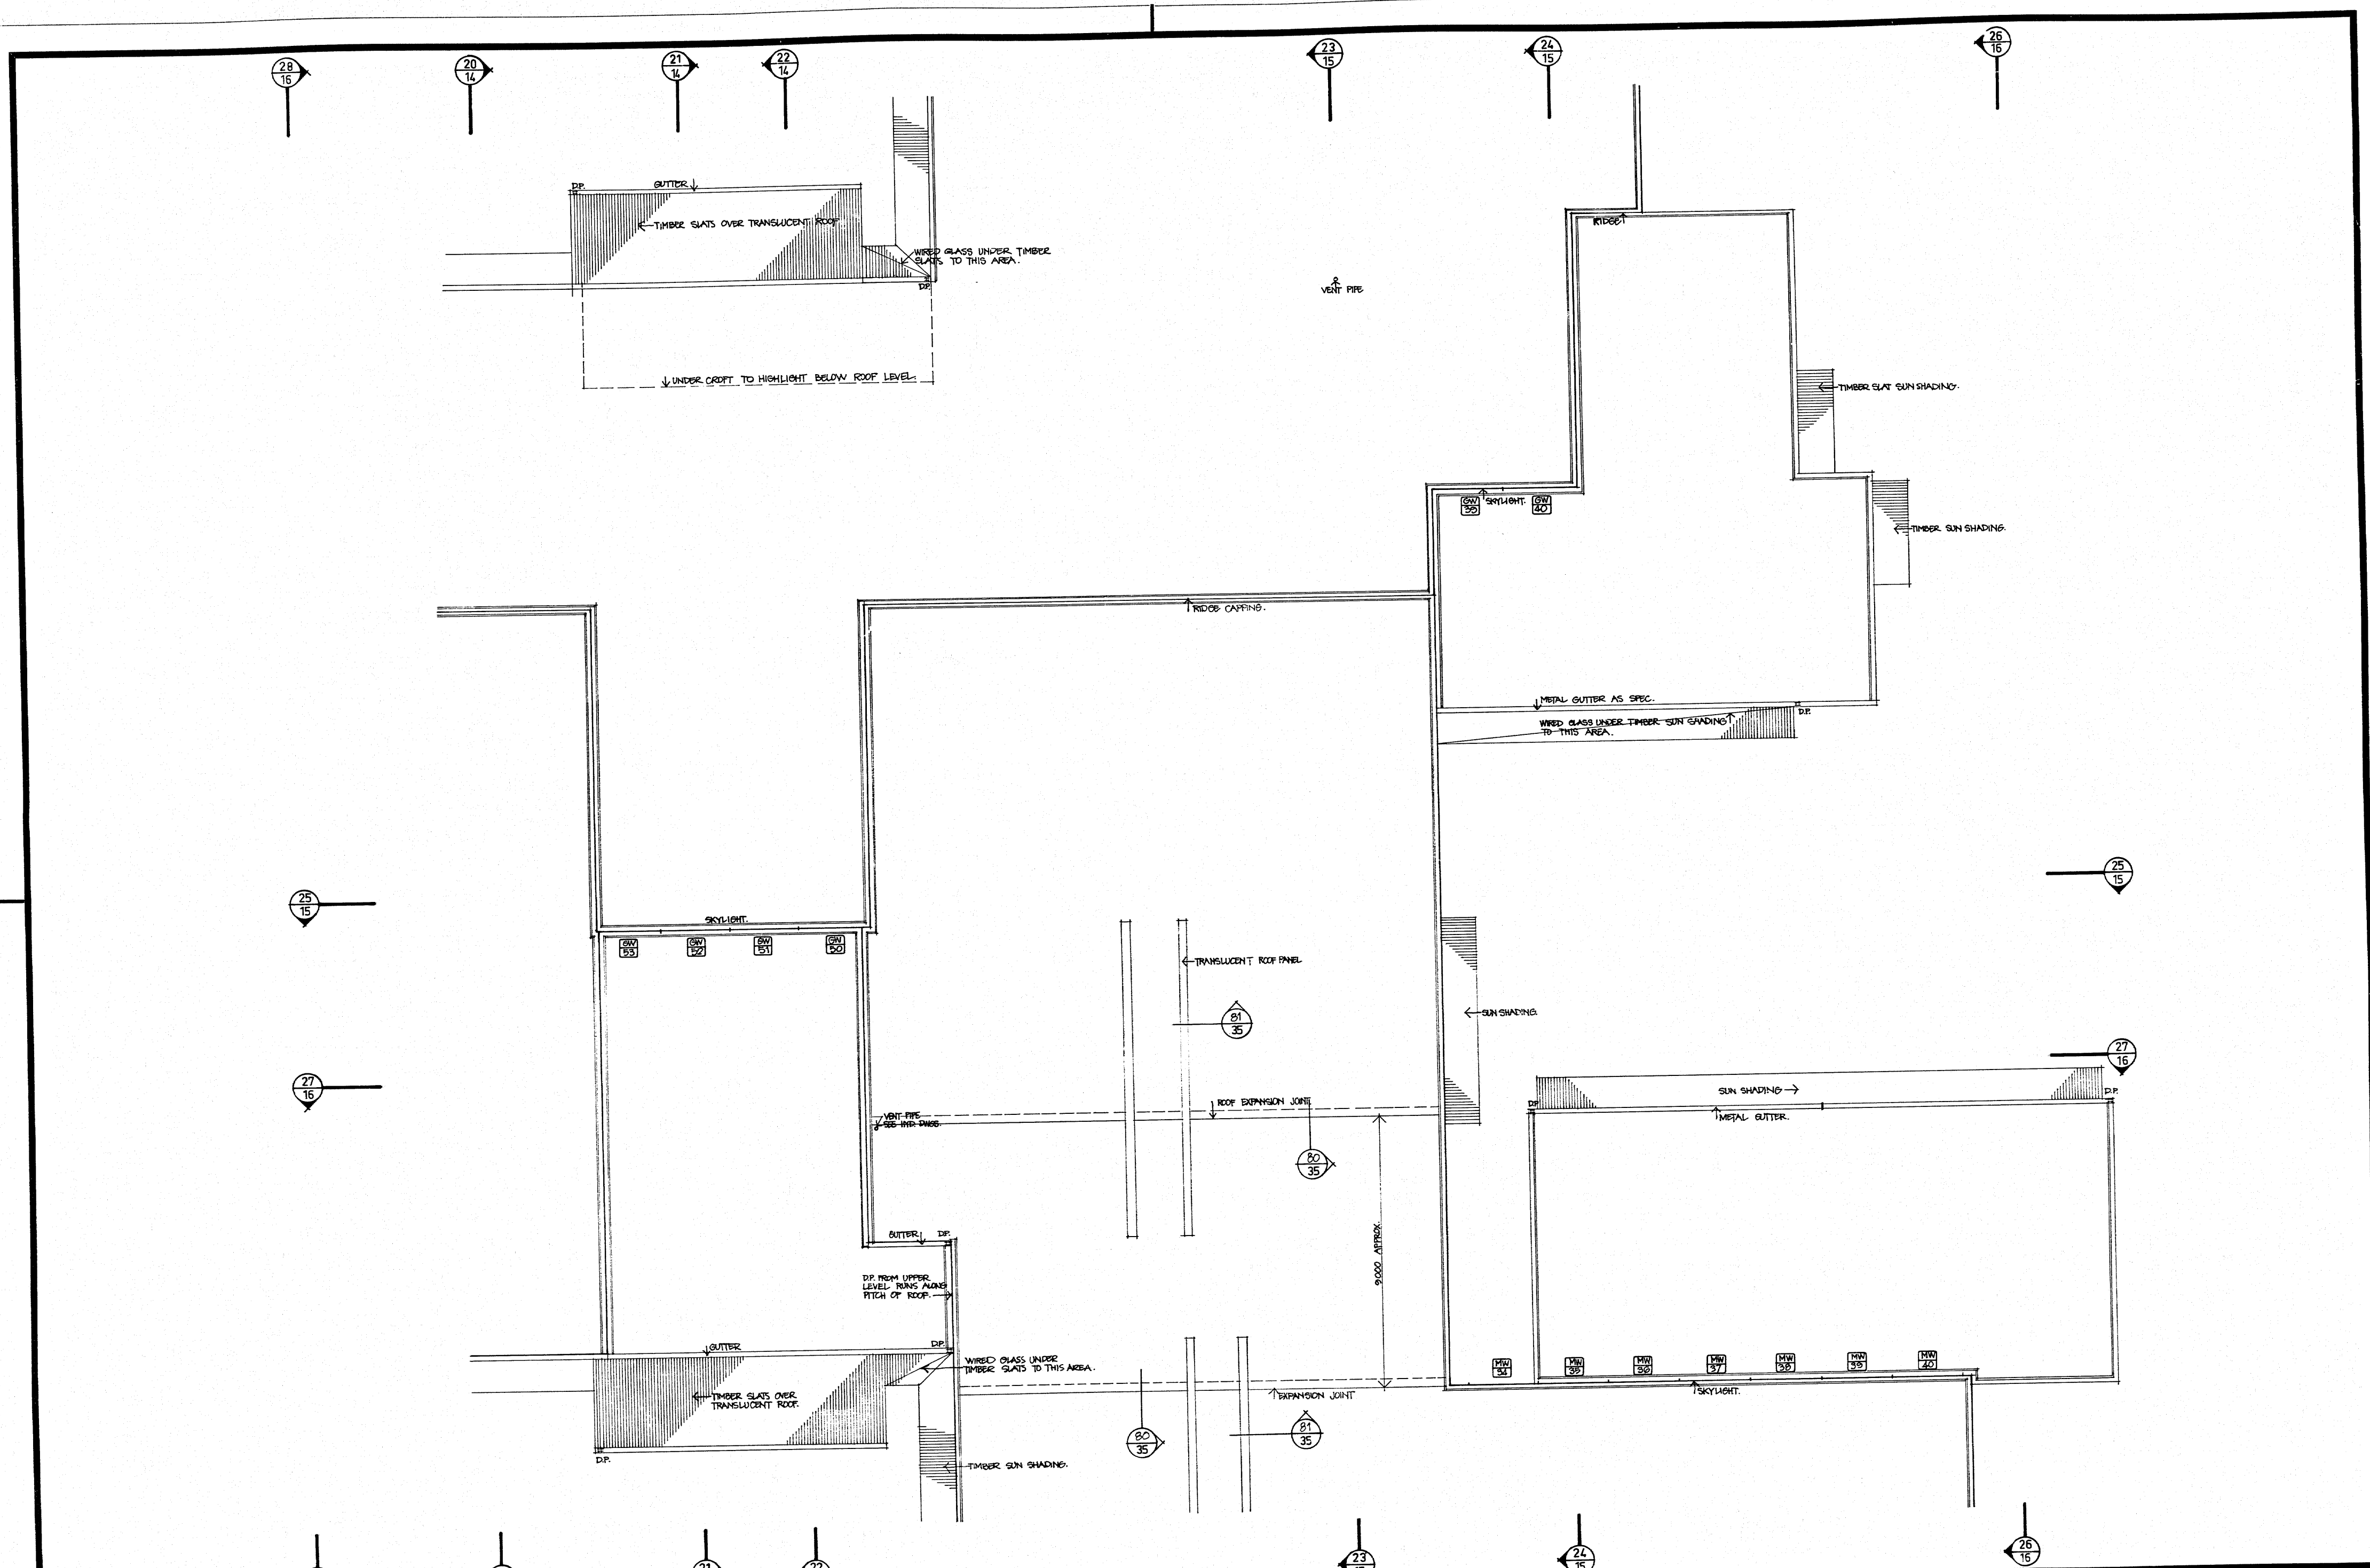 28
16
20
14
21
14
22
14
23
15
24
15
26
16
D.P.
GUTTER
TIMBER SLATS OVER TRANSLUCENT ROOF.
WIRED GLASS UNDER TIMBER
SLATS TO THIS AREA.
D.P.
UNDER CROFT TO HIGHLIGHT BELOW ROOF LEVEL.
VENT PIPE
RIDGE
TIMBER SLAT SUN SHADING.
GW
39
SKYLIGHT.
GW
40
TIMBER SUN SHADING.
RIDGE CAPPING.
METAL GUTTER AS SPEC.
D.P.
WIRED GLASS UNDER TIMBER SUN SHADING
TO THIS AREA.
25
15
25
15
SKYLIGHT.
GW
53
GW
52
GW
51
GW
50
TRANSLUCENT ROOF PANEL
81
35
SUN SHADING.
27
16
27
16
SUN SHADING
D.P.
D.P.
METAL GUTTER.
ROOF EXPANSION JOINT
VENT PIPE
SEE HYD. DWGS.
80
35
9000 APPROX.
GUTTER
D.P.
D.P. FROM UPPER
LEVEL RUNS ALONG
PITCH OF ROOF.
GUTTER
D.P.
WIRED GLASS UNDER
TIMBER SLATS TO THIS AREA.
TIMBER SLATS OVER
TRANSLUCENT ROOF.
D.P.
MW
34
MW
35
MW
36
MW
37
MW
38
MW
39
MW
40
SKYLIGHT.
EXPANSION JOINT
80
35
81
35
TIMBER SUN SHADING.
21
22
23
24
15
26
16